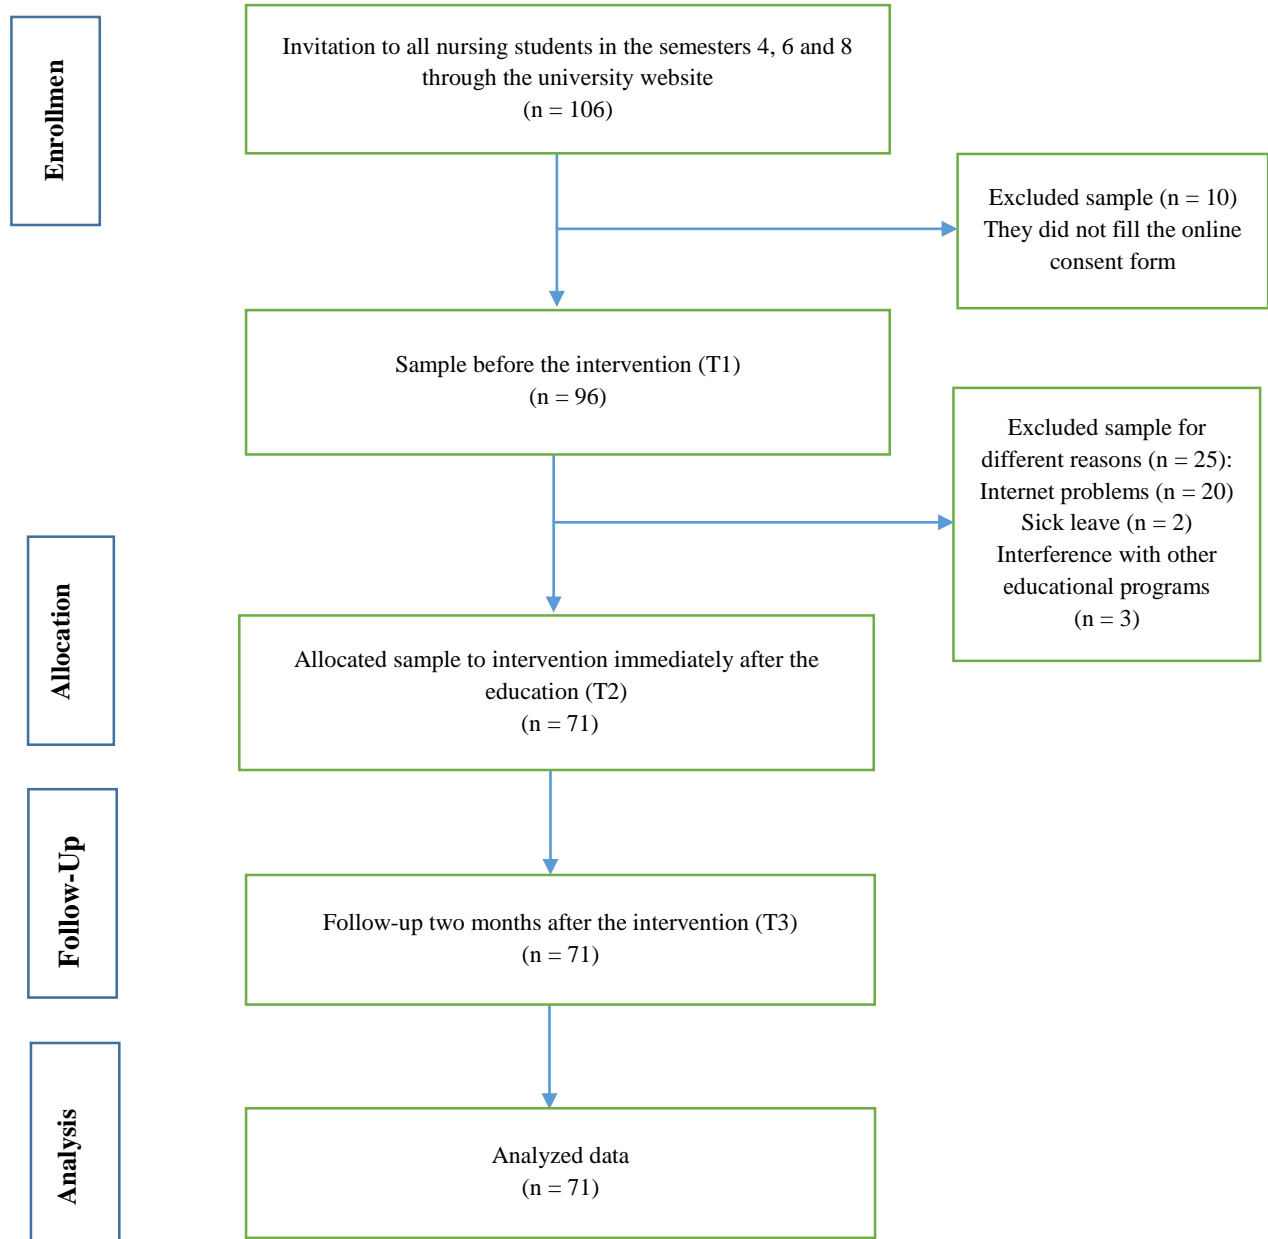 Enrollmen
Invitation to all nursing students in the semesters 4, 6 and 8
through the university website
(n = 106)
Excluded sample (n = 10)
They did not fill the online
consent form
Sample before the intervention (T1)
(n = 96)
Excluded sample for
different reasons (n = 25):
Internet problems (n = 20)
Sick leave (n = 2)
Interference with other
educational programs
(n = 3)
Allocation
Allocated sample to intervention immediately after the
education (T2)
(n = 71)
Follow-Up
Follow-up two months after the intervention (T3)
(n = 71)
Analysis
Analyzed data
(n = 71)